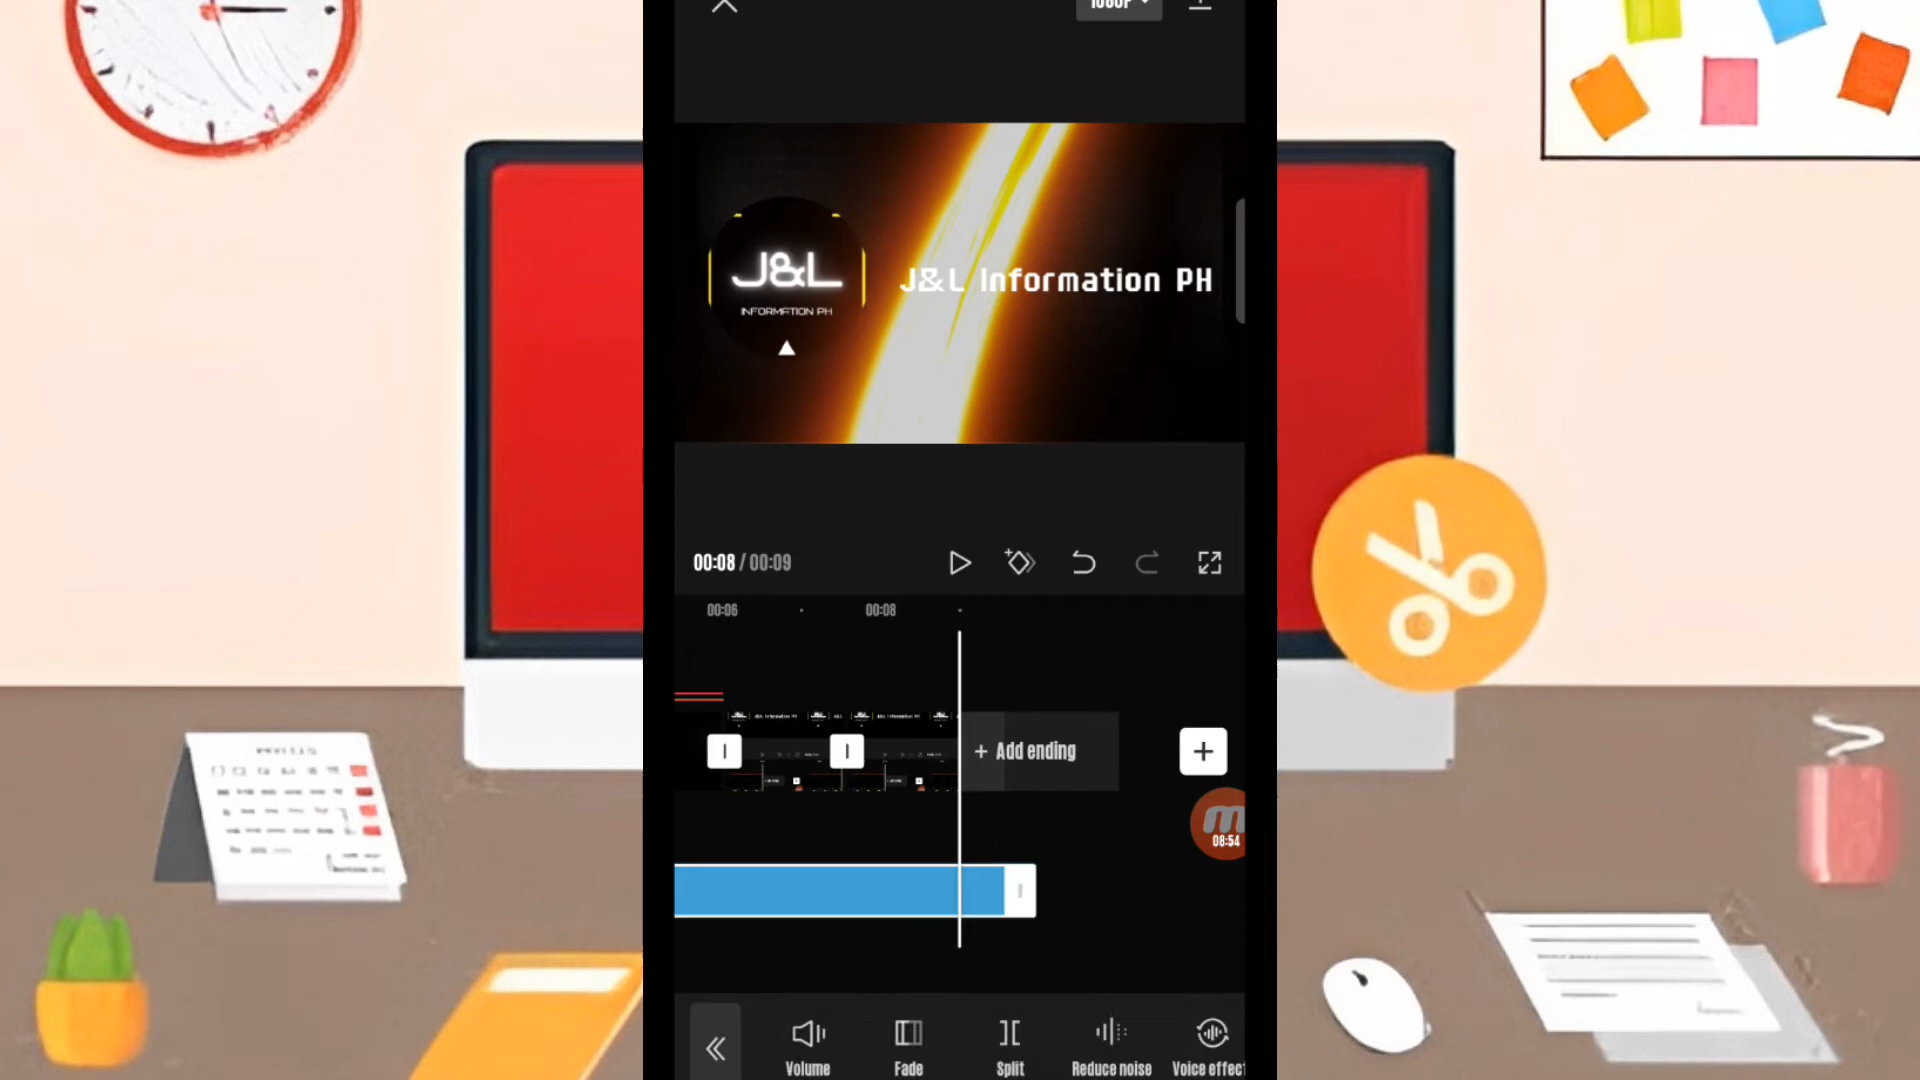 1080P
J&L
INFORMATION PH
J&L Information PH
00:08 / 00:09
00:06
00:08
+ Add ending
08:54
Volume
Fade
Split
Reduce noise
Voice effect